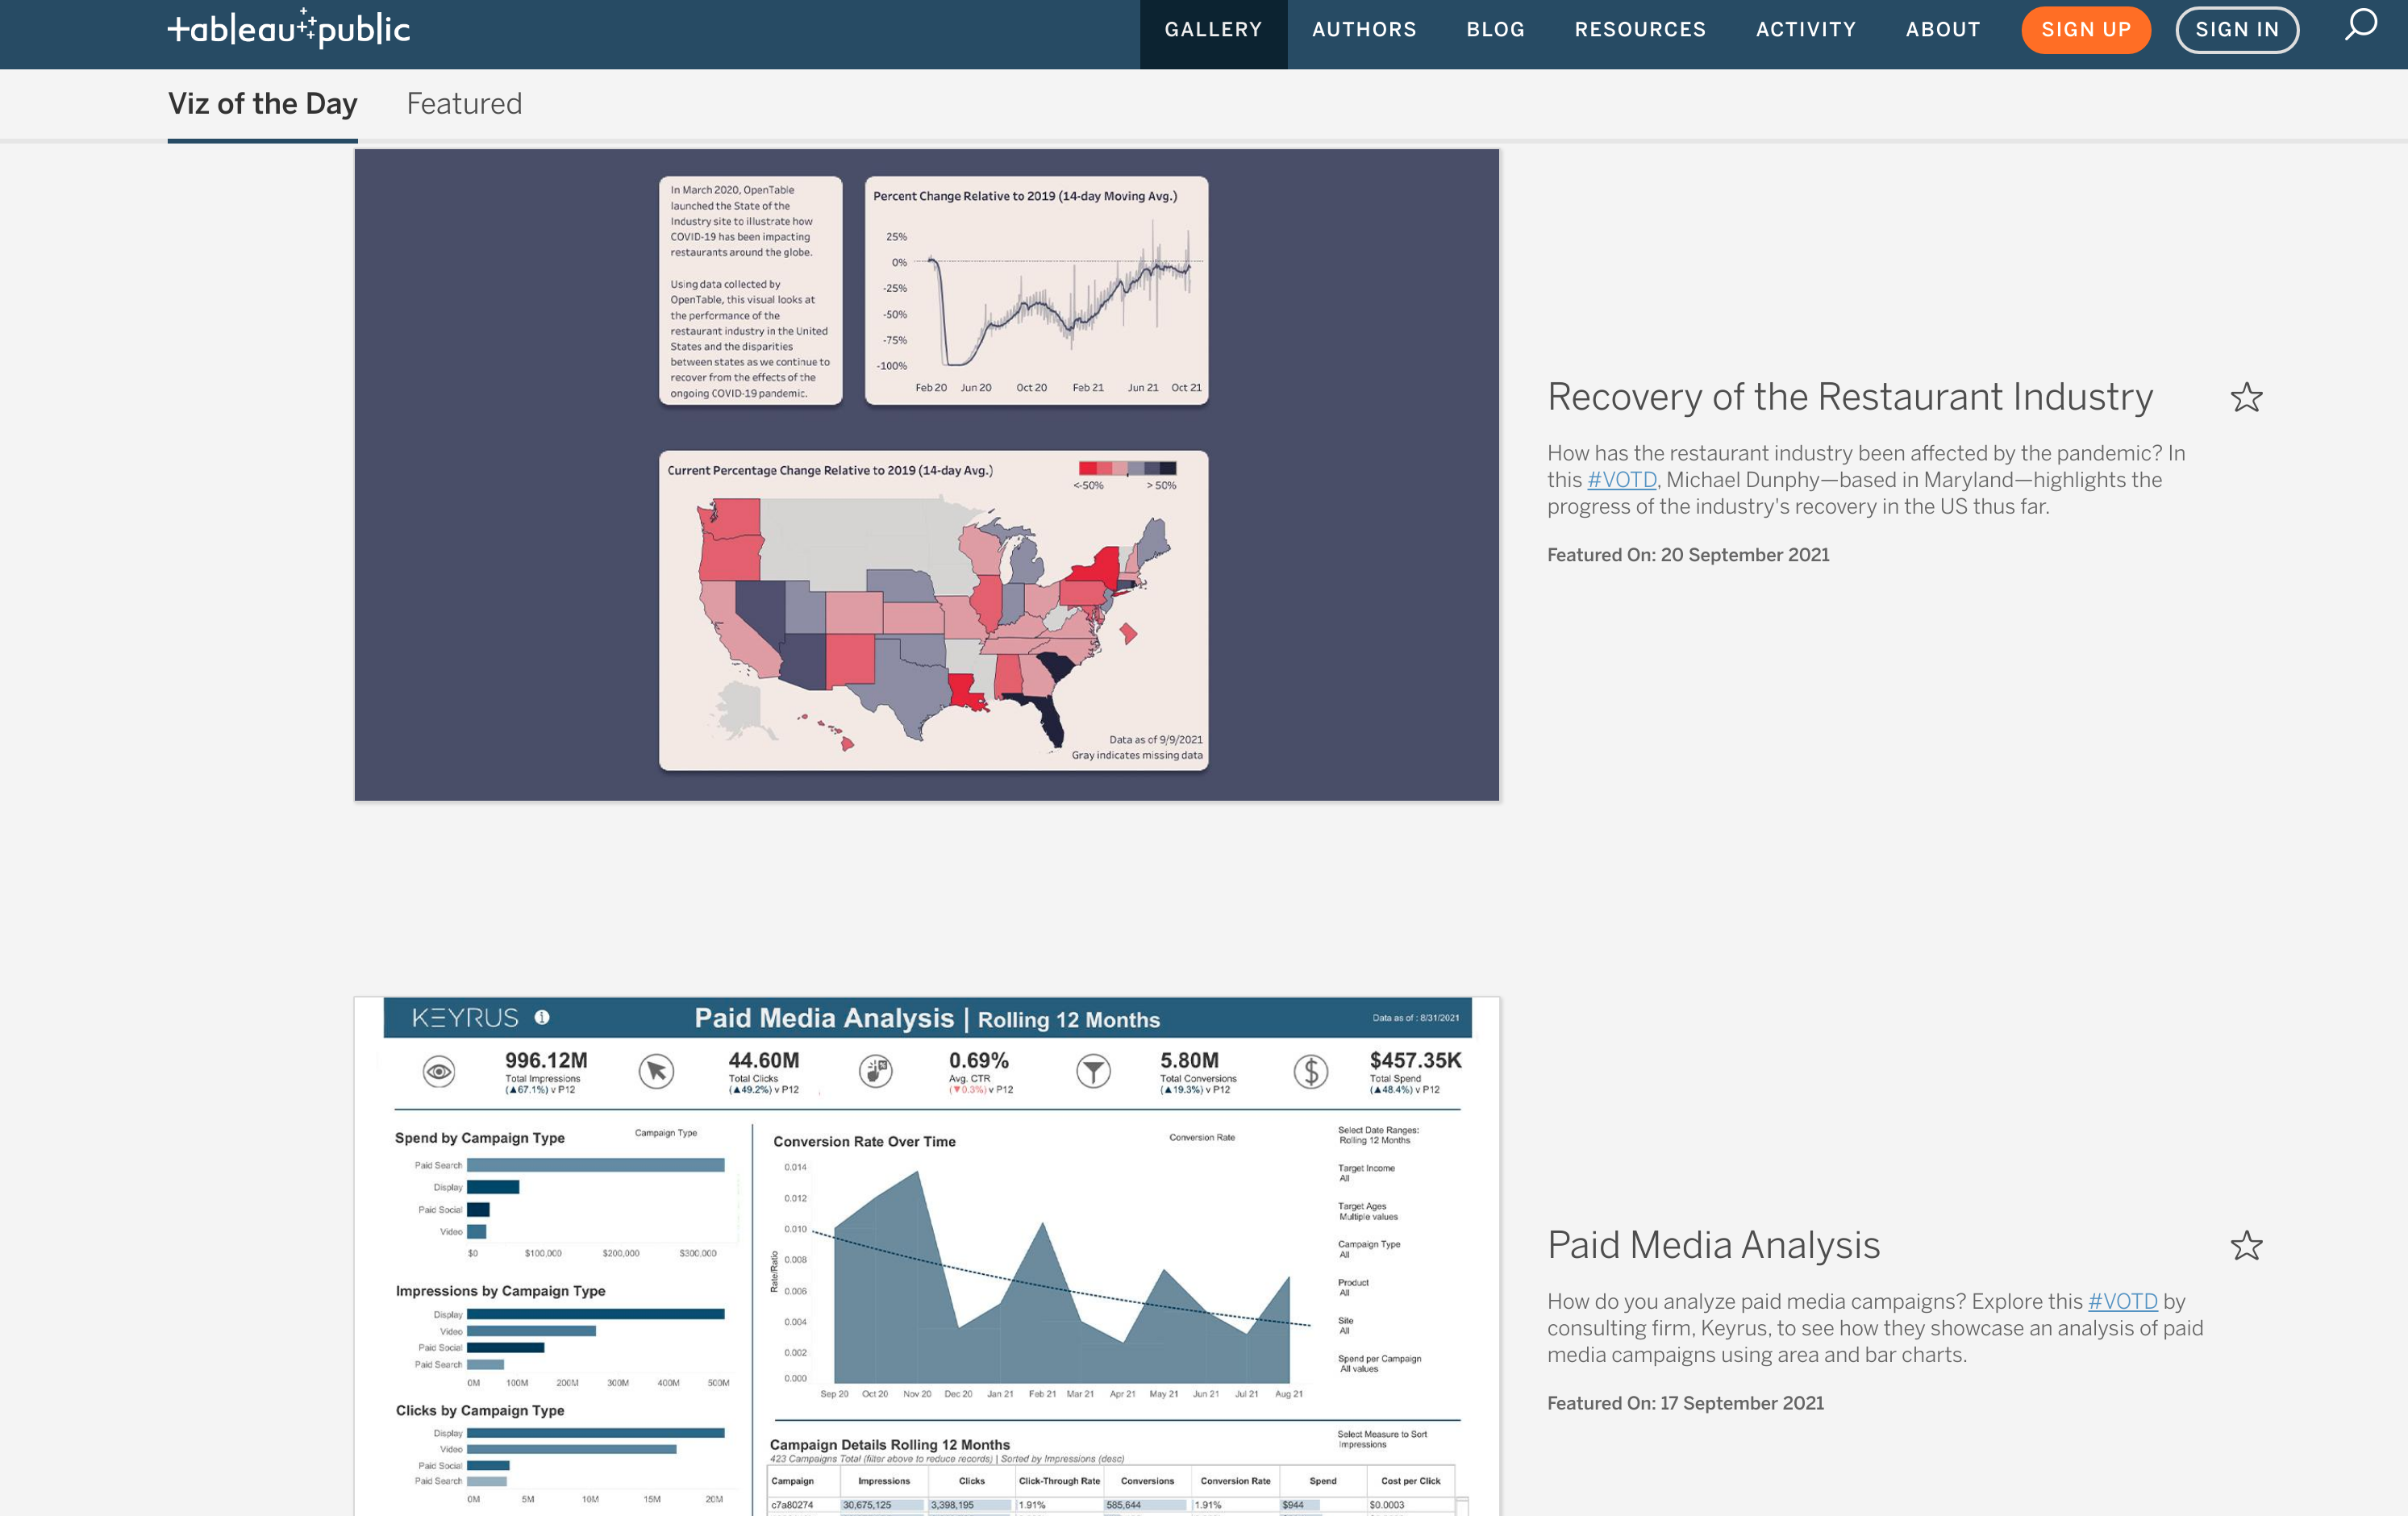 tableau public
GALLERY
AUTHORS
BLOG
RESOURCES
ACTIVITY
ABOUT
SIGN UP
SIGN IN
Viz of the Day
Featured
In March 2020, OpenTable
launched the State of the
Industry site to illustrate how
COVID-19 has been impacting
restaurants around the globe.
Using data collected by
OpenTable, this visual looks at
the performance of the
restaurant industry in the United
States and the disparities
between states as we continue to
recover from the effects of the
ongoing COVID-19 pandemic.
Percent Change Relative to 2019 (14-day Moving Avg.)
25%
0%
-25%
-50%
-75%
-100%
Feb 20 Jun 20 Oct 20 Feb 21 Jun 21 Oct 21
Current Percentage Change Relative to 2019 (14-day Avg.)
<-50% > 50%
Data as of 9/9/2021
Gray indicates missing data
Recovery of the Restaurant Industry
How has the restaurant industry been affected by the pandemic? In
this #VOTD, Michael Dunphy—based in Maryland—highlights the
progress of the industry's recovery in the US thus far.
Featured On: 20 September 2021
KEYRUS
Paid Media Analysis | Rolling 12 Months
Data as of : 8/31/2021
996.12M
Total Impressions
(▲67.1%) v P12
44.60M
Total Clicks
(▲49.2%) v P12
0.69%
Avg. CTR
(▼0.3%) v P12
5.80M
Total Conversions
(▲19.3%) v P12
$457.35K
Total Spend
(▲48.4%) v P12
Spend by Campaign Type
Campaign Type
Paid Search
Display
Paid Social
Video
$0 $100,000 $200,000 $300,000
Impressions by Campaign Type
Display
Video
Paid Social
Paid Search
0M 100M 200M 300M 400M 500M
Clicks by Campaign Type
Display
Video
Paid Social
Paid Search
0M 5M 10M 15M 20M
Conversion Rate Over Time
Conversion Rate
Rate/Ratio
0.014
0.012
0.010
0.008
0.006
0.004
0.002
0.000
Sep 20 Oct 20 Nov 20 Dec 20 Jan 21 Feb 21 Mar 21 Apr 21 May 21 Jun 21 Jul 21 Aug 21
Select Date Ranges:
Rolling 12 Months
Target Income
All
Target Ages
Multiple values
Campaign Type
All
Product
All
Site
All
Spend per Campaign
All values
Campaign Details Rolling 12 Months
423 Campaigns Total (filter above to reduce records) | Sorted by Impressions (desc)
Select Measure to Sort
Impressions
Campaign Impressions Clicks Click-Through Rate Conversions Conversion Rate Spend Cost per Click
c7a80274 30,675,125 3,398,195 1.91% 585,644 1.91% $944 $0.0003
Paid Media Analysis
How do you analyze paid media campaigns? Explore this #VOTD by
consulting firm, Keyrus, to see how they showcase an analysis of paid
media campaigns using area and bar charts.
Featured On: 17 September 2021